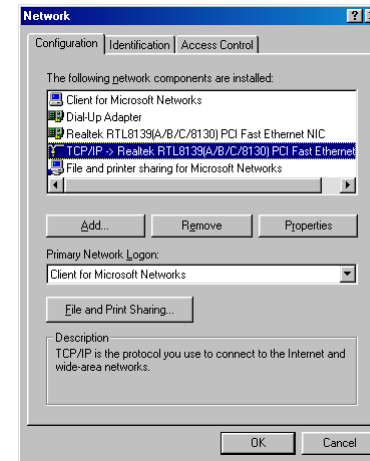 Network
Configuration Identification Access Control
The following network components are installed:
Client for Microsoft Networks
Dial-Up Adapter
Realtek RTL8139(A/B/C/8130) PCI Fast Ethernet NIC
TCP/IP -> Realtek RTL8139(A/B/C/8130) PCI Fast Ethernet
File and printer sharing for Microsoft Networks
Add... Remove Properties
Primary Network Logon:
Client for Microsoft Networks
File and Print Sharing...
Description
TCP/IP is the protocol you use to connect to the Internet and
wide-area networks.
OK Cancel